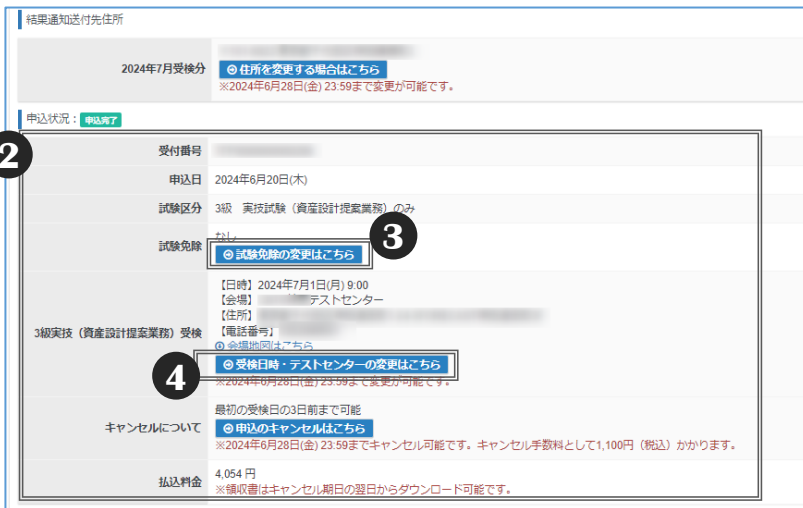 結果通知送付先住所
2024年7月受検分
住所を変更する場合はこちら
※2024年6月28日(金) 23:59まで変更が可能です。
申込状況： 申込完了
2
受付番号
申込日 2024年6月20日(木)
試験区分 3級 実技試験（資産設計提案業務）のみ
試験免除 なし
3
試験免除の変更はこちら
3級実技（資産設計提案業務）受検
【日時】2024年7月1日(月) 9:00
【会場】 テストセンター
【住所】
【電話番号】
会場地図はこちら
4
受検日時・テストセンターの変更はこちら
※2024年6月28日(金) 23:59まで変更が可能です。
キャンセルについて
最初の受検日の3日前まで可能
申込のキャンセルはこちら
※2024年6月28日(金) 23:59までキャンセル可能です。キャンセル手数料として1,100円（税込）かかります。
払込料金 4,054 円
※領収書はキャンセル期日の翌日からダウンロード可能です。